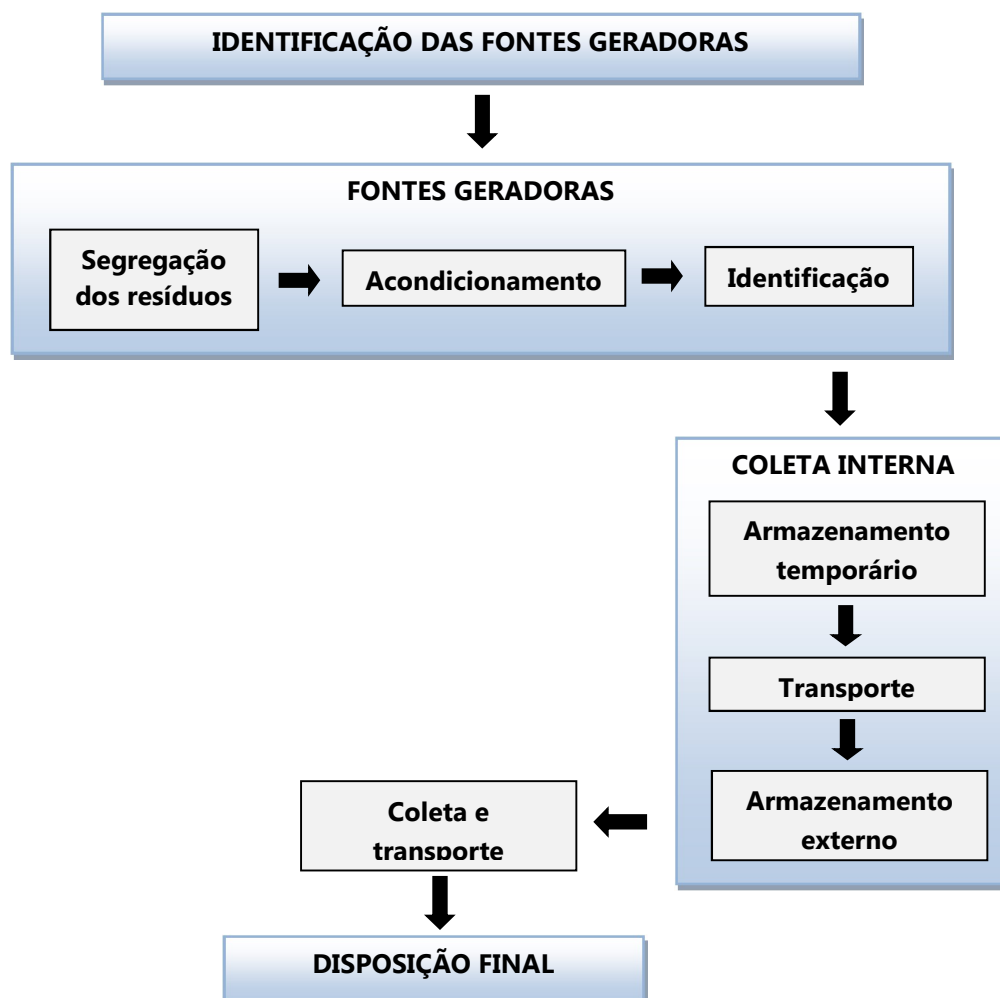 IDENTIFICAÇÃO DAS FONTES GERADORAS
FONTES GERADORAS
Segregação
dos resíduos
Acondicionamento
Identificação
COLETA INTERNA
Armazenamento
temporário
Transporte
Armazenamento
externo
Coleta e
transporte
DISPOSIÇÃO FINAL